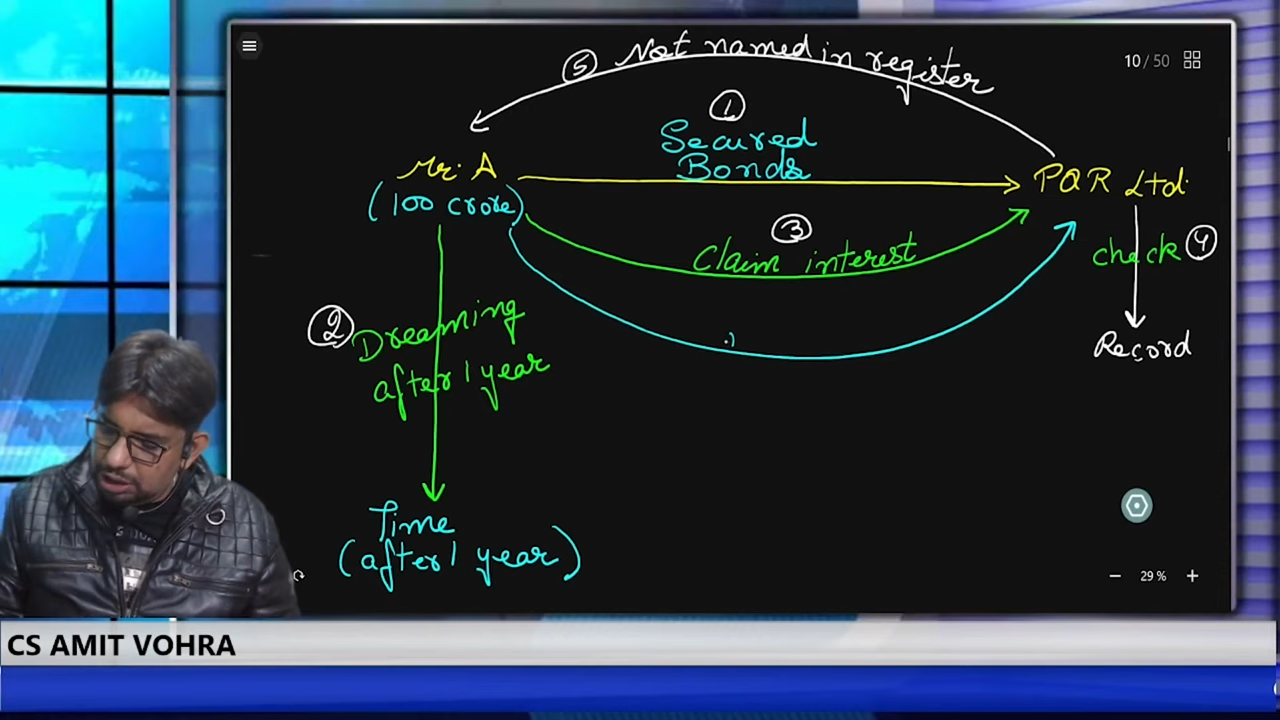 10 / 50
⑤ Not named in register
①
Secured
Bonds
Mr. A
PQR Ltd.
(100 crore)
③
Claim interest
check ④
② Dreaming
after 1 year
Record
Time
(after 1 year)
29 %
CS AMIT VOHRA